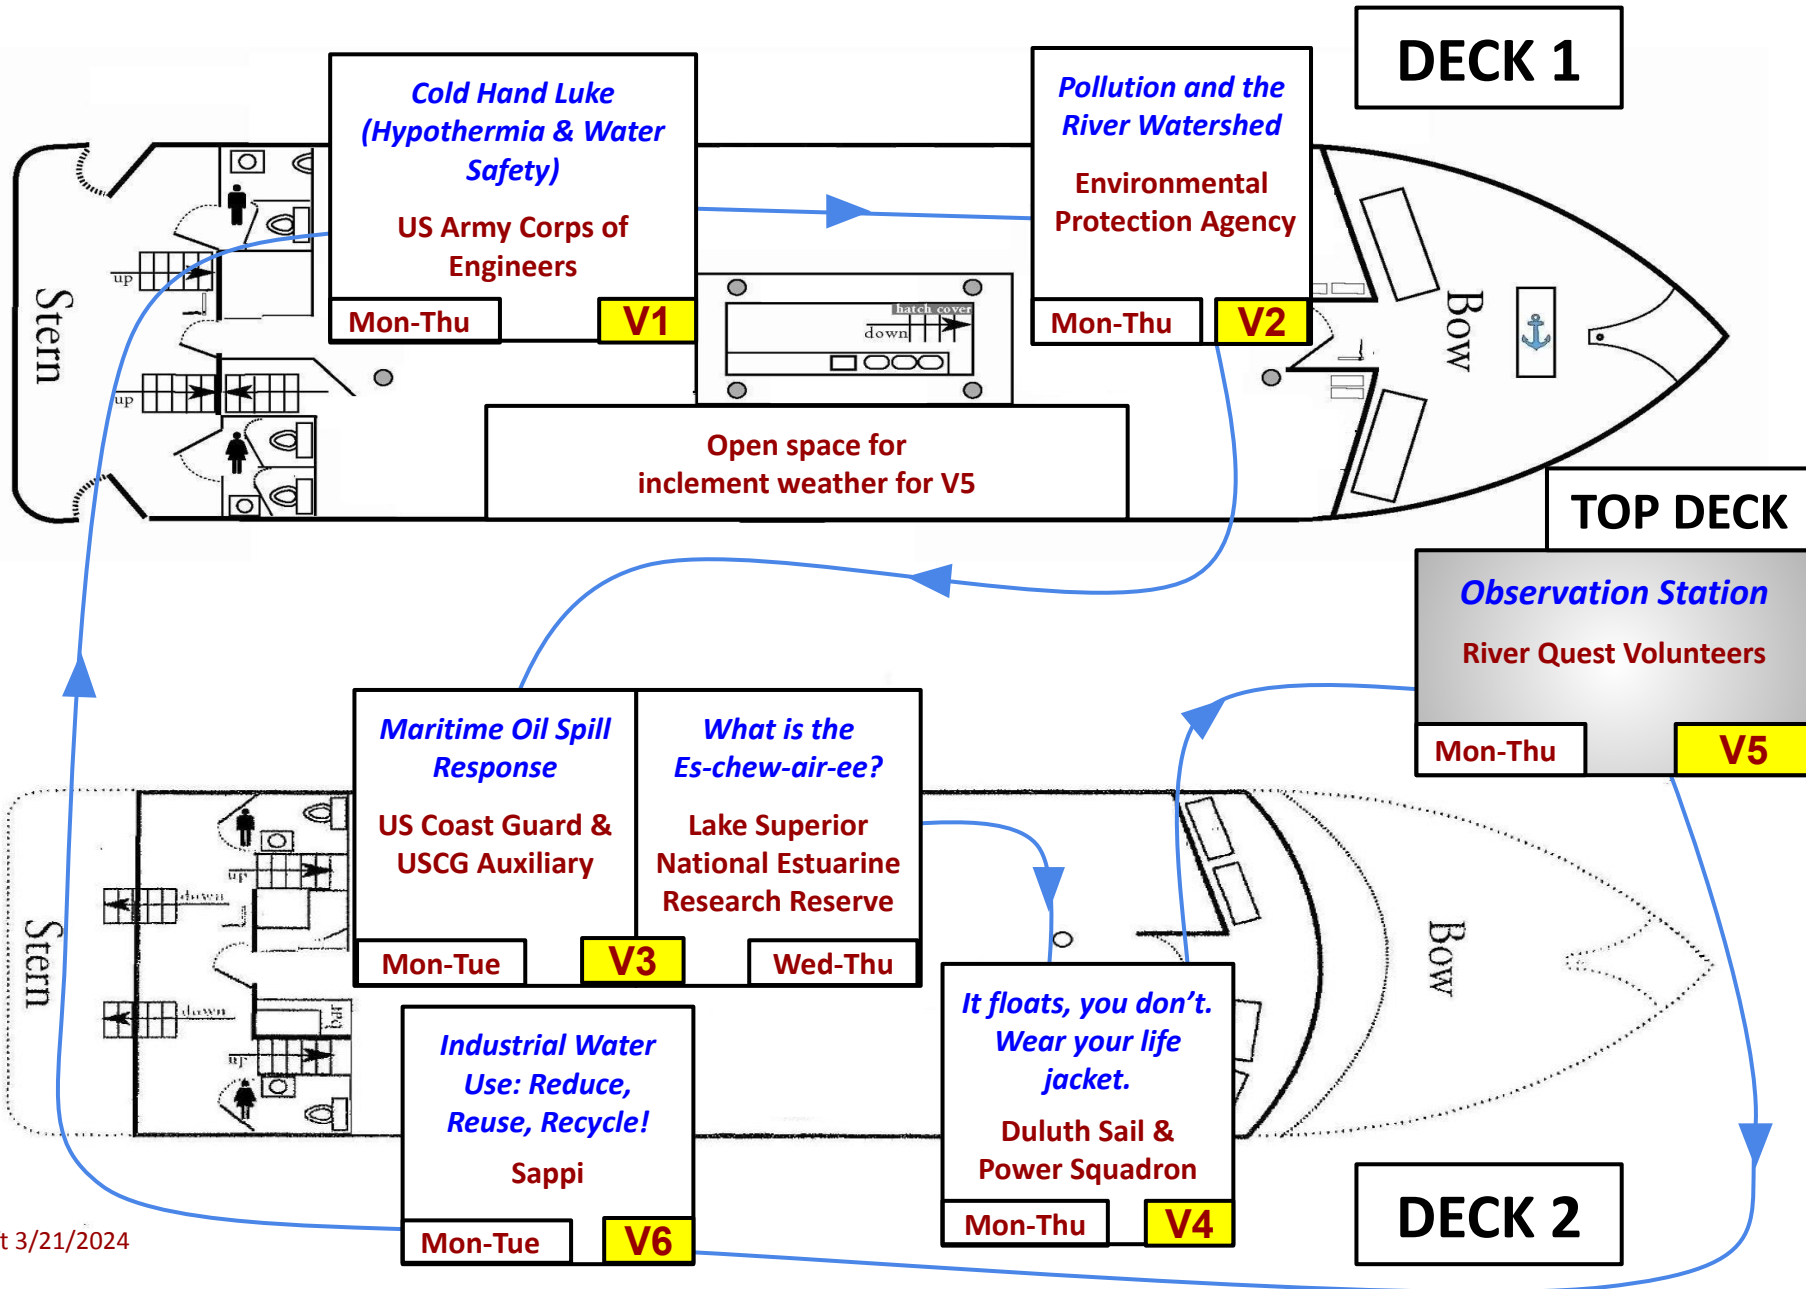 DECK 1
Cold Hand Luke
(Hypothermia & Water
Safety)
US Army Corps of
Engineers
Mon-Thu
V1
Pollution and the
River Watershed
Environmental
Protection Agency
Mon-Thu
V2
Stern
up
up
hatch cover
down
Bow
Open space for
inclement weather for V5
TOP DECK
Observation Station
River Quest Volunteers
Mon-Thu
V5
Maritime Oil Spill
Response
US Coast Guard &
USCG Auxiliary
Mon-Tue
V3
What is the
Es-chew-air-ee?
Lake Superior
National Estuarine
Research Reserve
Wed-Thu
Stern
up
down
down
up
bar
Bow
Industrial Water
Use: Reduce,
Reuse, Recycle!
Sappi
Mon-Tue
V6
It floats, you don't.
Wear your life
jacket.
Duluth Sail &
Power Squadron
Mon-Thu
V4
DECK 2
t 3/21/2024